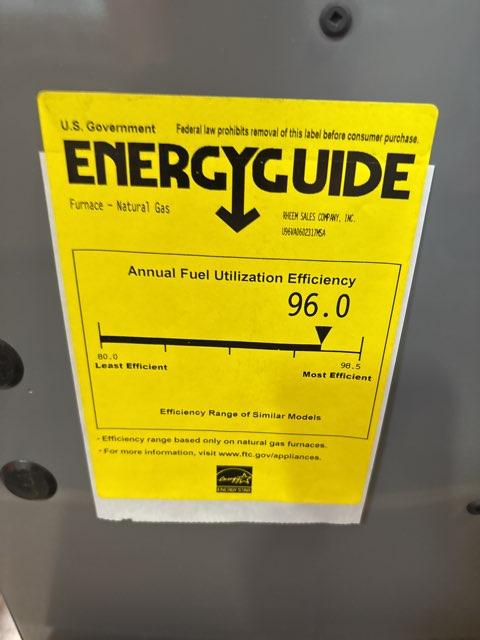 U.S. Government Federal law prohibits removal of this label before consumer purchase.
ENERGYGUIDE
Furnace - Natural Gas
RHEEM SALES COMPANY, INC.
U96VA0602317MSA
Annual Fuel Utilization Efficiency
96.0
80.0 98.5
Least Efficient Most Efficient
Efficiency Range of Similar Models
- Efficiency range based only on natural gas furnaces.
- For more information, visit www.ftc.gov/appliances.
energy
ENERGY STAR